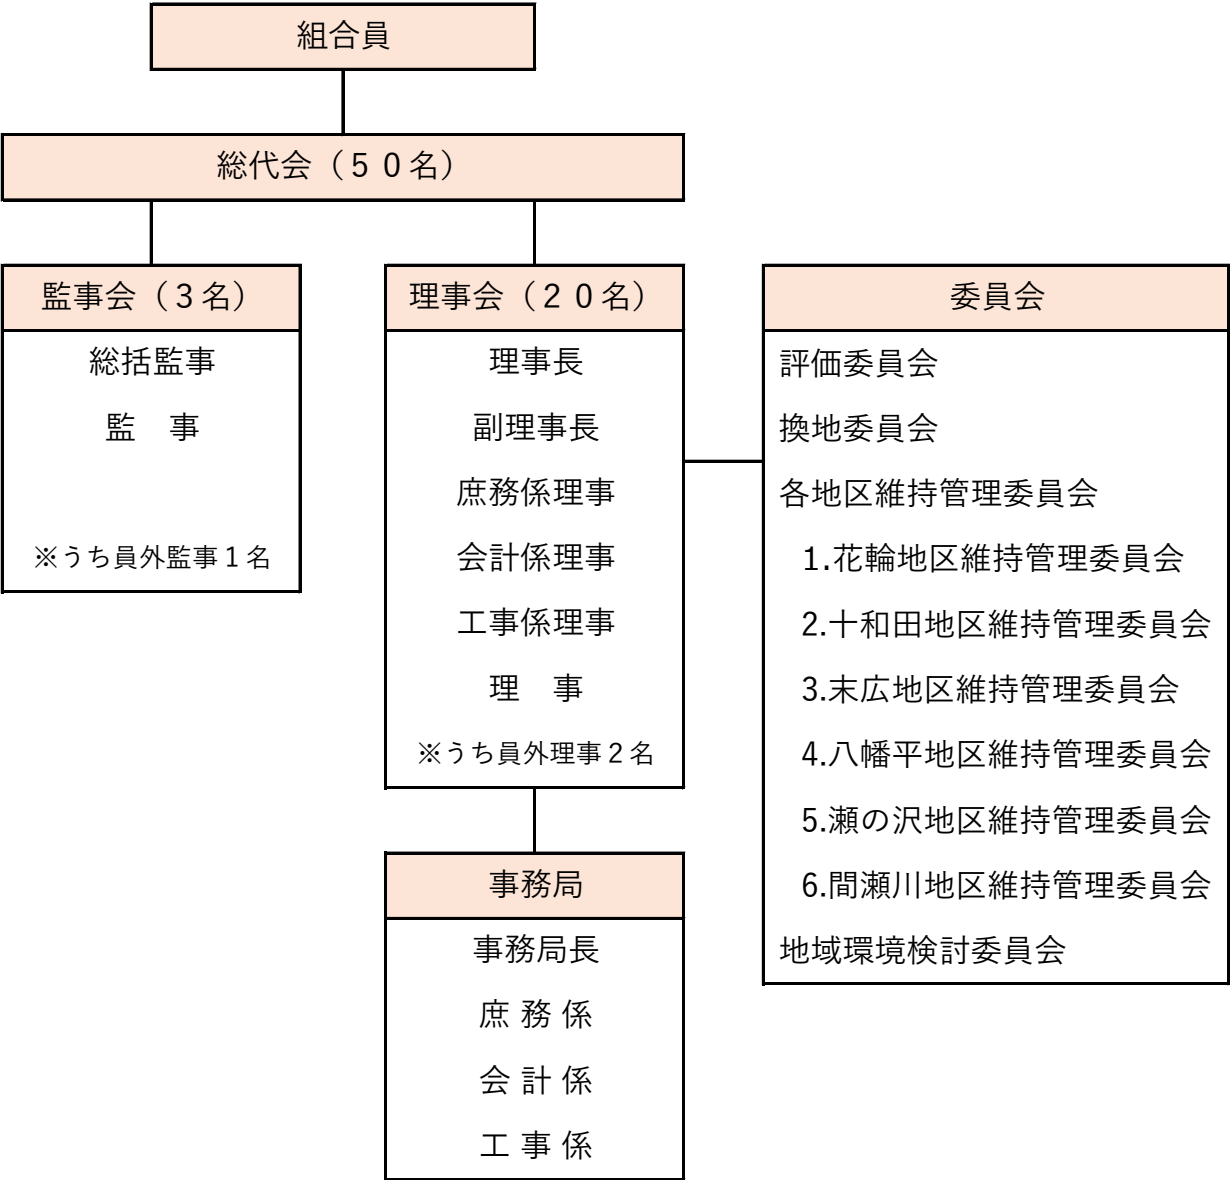 組合員
総代会（５０名）
監事会（３名）
総括監事
監　事
※うち員外監事１名
理事会（２０名）
理事長
副理事長
庶務係理事
会計係理事
工事係理事
理　事
※うち員外理事２名
委員会
評価委員会
換地委員会
各地区維持管理委員会
1.花輪地区維持管理委員会
2.十和田地区維持管理委員会
3.末広地区維持管理委員会
4.八幡平地区維持管理委員会
5.瀬の沢地区維持管理委員会
6.間瀬川地区維持管理委員会
地域環境検討委員会
事務局
事務局長
庶 務 係
会 計 係
工 事 係